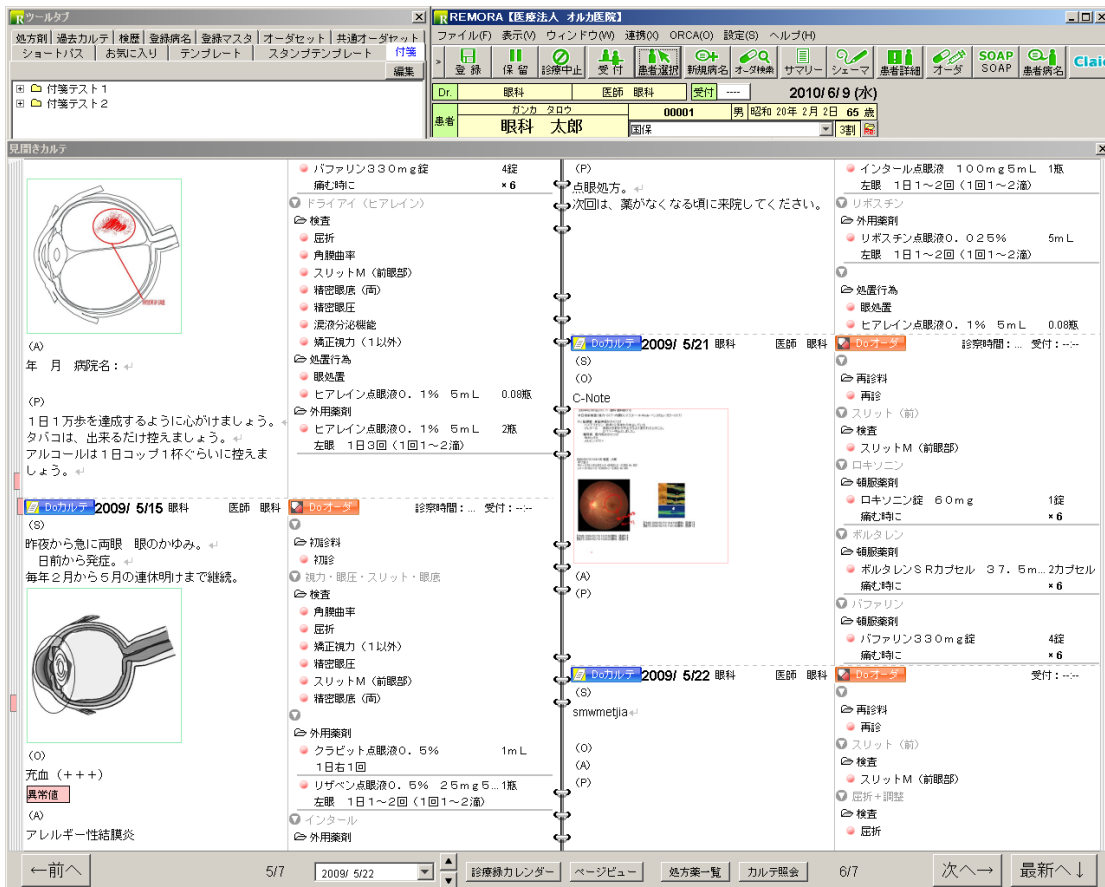 ツールタブ
処方剤 過去カルテ 検歴 登録病名 登録マスタ オーダセット 共通オーダセット
ショートパス お気に入り テンプレート スタンプテンプレート 付箋
編集
付箋テスト１
付箋テスト２
REMORA【医療法人 オルカ医院】
ファイル(F) 表示(V) ウィンドウ(W) 連携(X) ORCA(O) 設定(S) ヘルプ(H)
登録 保留 診療中止 受付 患者選択 新規病名 オーダ検索 サマリー シェーマ 患者詳細 オーダ SOAP SOAP 患者病名
Dr. 眼科 医師 眼科 受付 ---- 2010/ 6/ 9 (水)
患者 ガンカ タロウ 00001 男 昭和 20年 2月 2日 65 歳
眼科 太郎 国保 3割
見開きカルテ
(A)
年 月 病院名：
(P)
１日１万歩を達成するように心がけましょう。
タバコは、出来るだけ控えましょう。
アルコールは１日コップ１杯ぐらいに控えま
しょう。
Doカルテ 2009/ 5/15 眼科 医師 眼科
(S)
昨夜から急に両眼 眼のかゆみ。
日前から発症。
毎年２月から５月の連休明けまで継続。
(O)
充血（＋＋＋）
異常値
(A)
アレルギー性結膜炎
バファリン３３０ｍｇ錠 4錠
痛む時に × 6
ドライアイ（ヒアレイン）
検査
屈折
角膜曲率
スリットM（前眼部）
精密眼底（両）
精密眼圧
涙液分泌機能
矯正視力（１以外）
処置行為
眼処置
ヒアレイン点眼液０．１％ ５ｍＬ 0.08瓶
外用薬剤
ヒアレイン点眼液０．１％ ５ｍＬ 2瓶
左眼 １日３回（１回１～２滴）
Doオーダ 診察時間：... 受付：--:--
初診料
初診
視力・眼圧・スリット・眼底
検査
角膜曲率
屈折
矯正視力（１以外）
精密眼圧
スリットM（前眼部）
精密眼底（両）
外用薬剤
クラビット点眼液０．５％ 1ｍＬ
１日右１回
リザベン点眼液０．５％ ２５ｍｇ５...1瓶
左眼 １日１～２回（１回１～２滴）
インタール
外用薬剤
(P)
点眼処方。
次回は、薬がなくなる頃に来院してください。
Doカルテ 2009/ 5/21 眼科 医師 眼科
(S)
(O)
C-Note
(A)
(P)
Doカルテ 2009/ 5/22 眼科 医師 眼科
(S)
smwmetjia
(O)
(A)
(P)
インタール点眼液 １００ｍｇ５ｍＬ 1瓶
左眼 １日１～２回（１回１～２滴）
リボスチン
外用薬剤
リボスチン点眼液０．０２５％ 5ｍＬ
左眼 １日１～２回（１回１～２滴）
処置行為
眼処置
ヒアレイン点眼液０．１％ ５ｍＬ 0.08瓶
Doオーダ 診察時間：... 受付：--:--
再診料
再診
スリット（前）
検査
スリットM（前眼部）
ロキソニン
頓服薬剤
ロキソニン錠 ６０ｍｇ 1錠
痛む時に × 6
ボルタレン
頓服薬剤
ボルタレンＳＲカプセル ３７．５ｍ...2カプセル
痛む時に × 6
バファリン
頓服薬剤
バファリン３３０ｍｇ錠 4錠
痛む時に × 6
Doオーダ 受付：--:--
再診料
再診
スリット（前）
検査
スリットM（前眼部）
屈折＋調整
検査
屈折
←前へ 5/7 2009/ 5/22 診療録カレンダー ページビュー 処方薬一覧 カルテ照会 6/7 次へ→ 最新へ↓